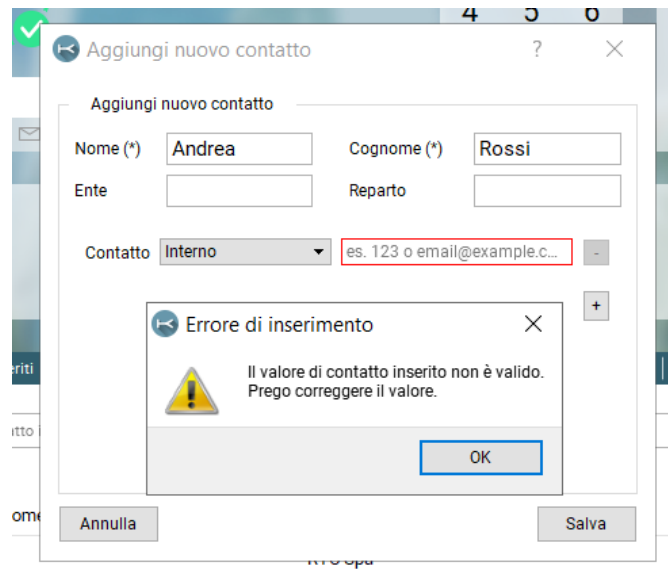 4 5 6
Aggiungi nuovo contatto ?
Aggiungi nuovo contatto
Nome (*) Andrea Cognome (*) Rossi
Ente Reparto
Contatto Interno es. 123 o email@example.c... -
+
Errore di inserimento
Il valore di contatto inserito non è valido.
Prego correggere il valore.
OK
Annulla Salva